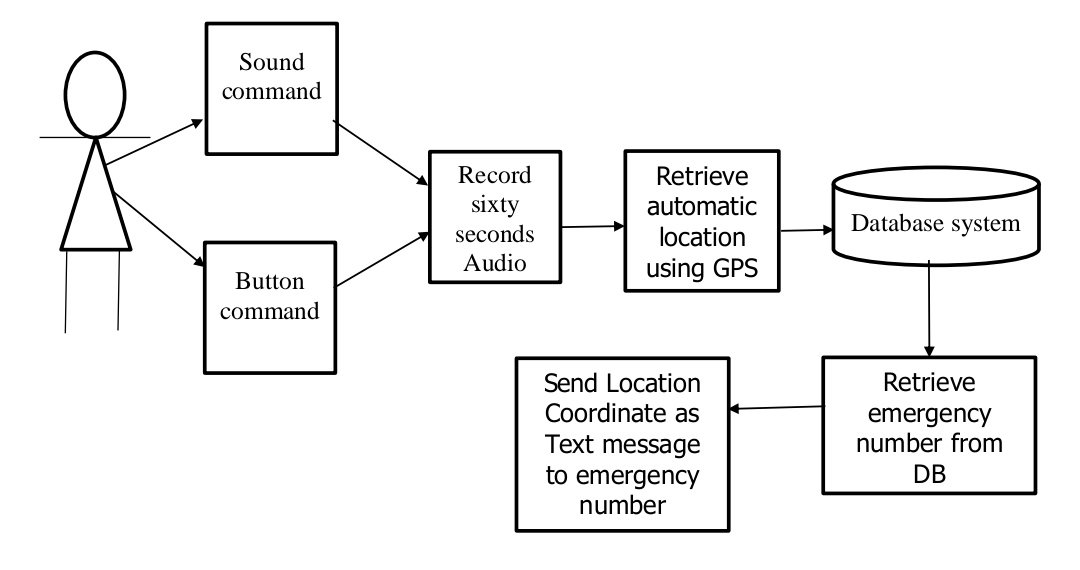 Sound
command
Button
command
Record
sixty
seconds
Audio
Retrieve
automatic
location
using GPS
Database system
Retrieve
emergency
number from
DB
Send Location
Coordinate as
Text message
to emergency
number